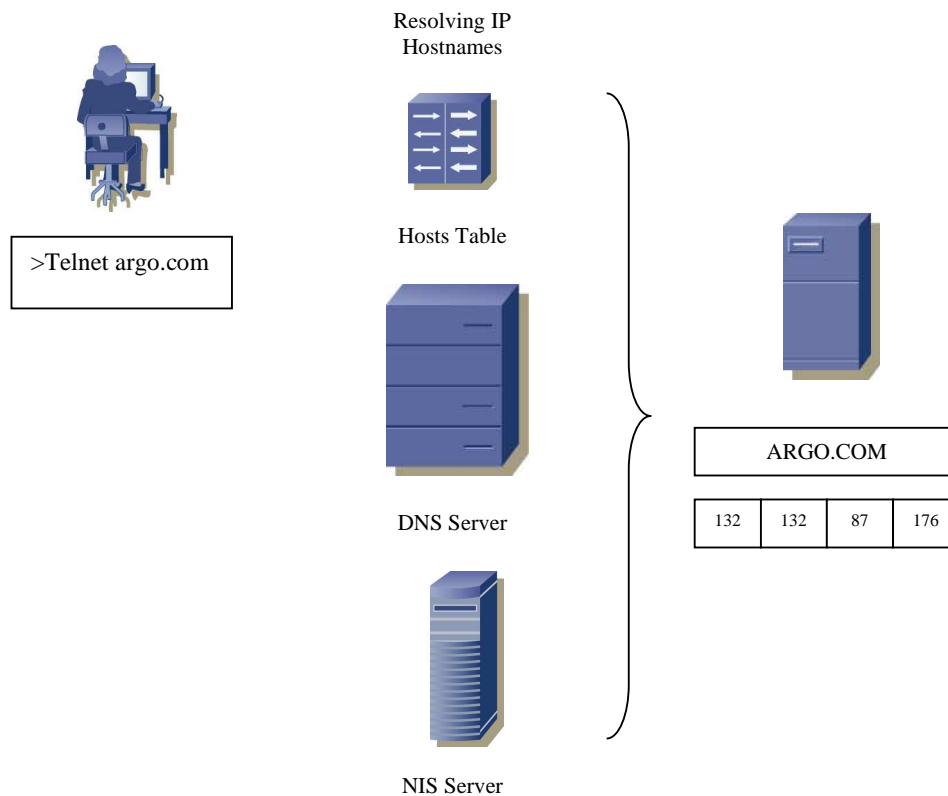 Resolving IP
Hostnames
>Telnet argo.com
Hosts Table
DNS Server
NIS Server
ARGO.COM
132 132 87 176